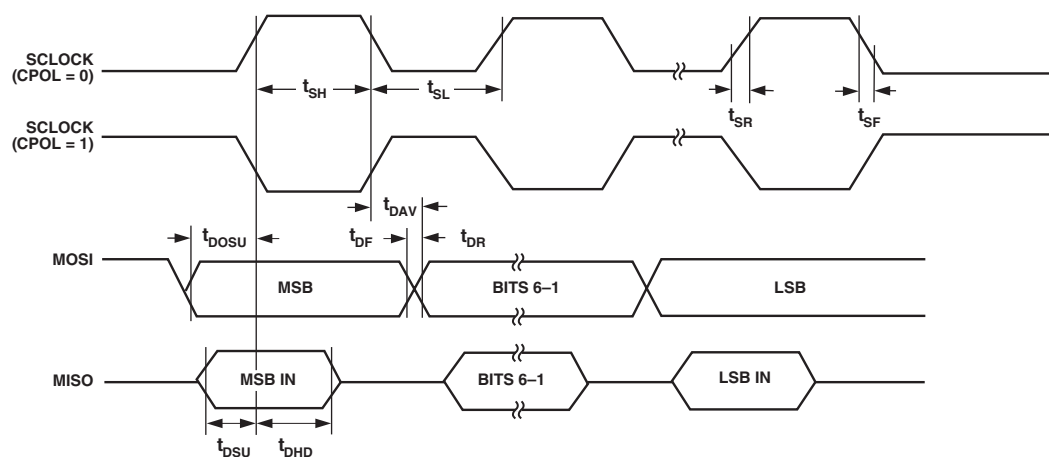 SCLOCK
(CPOL = 0)
tSH
tSL
tSR
tSF
SCLOCK
(CPOL = 1)
tDAV
tDOSU
tDF
tDR
MOSI
MSB
BITS 6–1
LSB
MISO
MSB IN
BITS 6–1
LSB IN
tDSU
tDHD